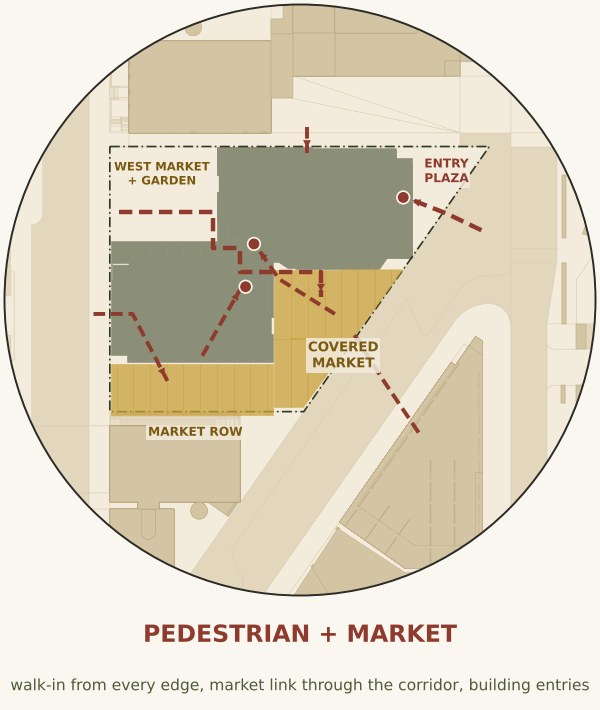 WEST MARKET
+ GARDEN
ENTRY
PLAZA
COVERED
MARKET
MARKET ROW
PEDESTRIAN + MARKET
walk-in from every edge, market link through the corridor, building entries